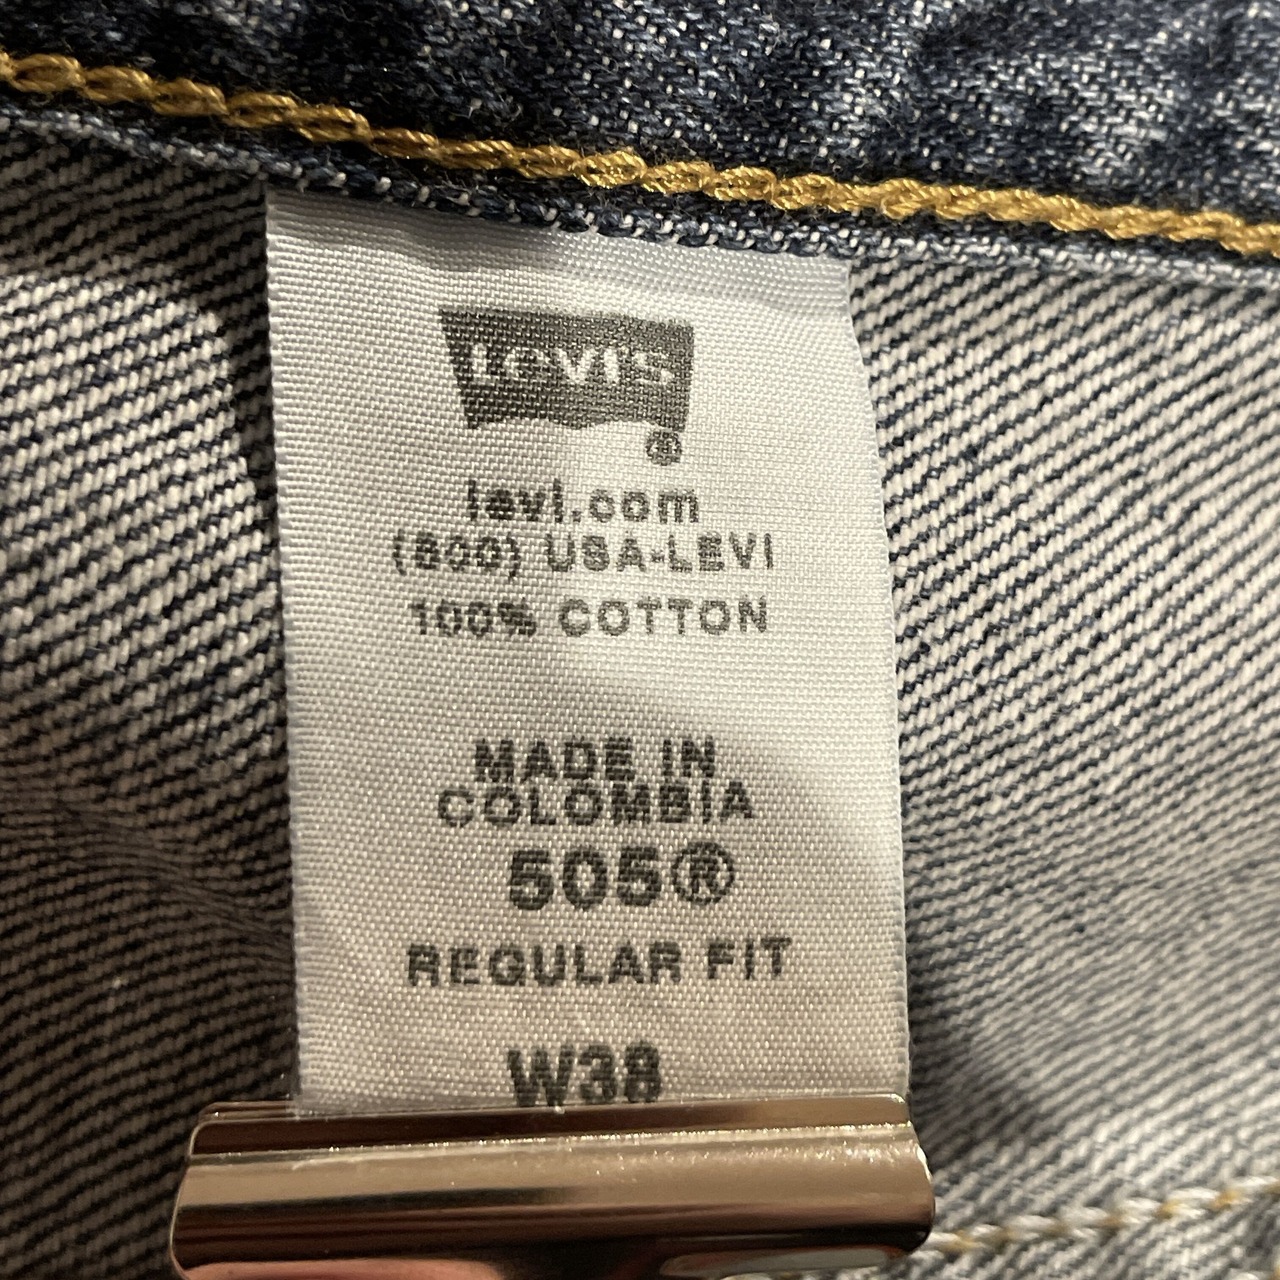 Levi's
®
levi.com
(800) USA-LEVI
100% COTTON
MADE IN
COLOMBIA
505®
REGULAR FIT
W38